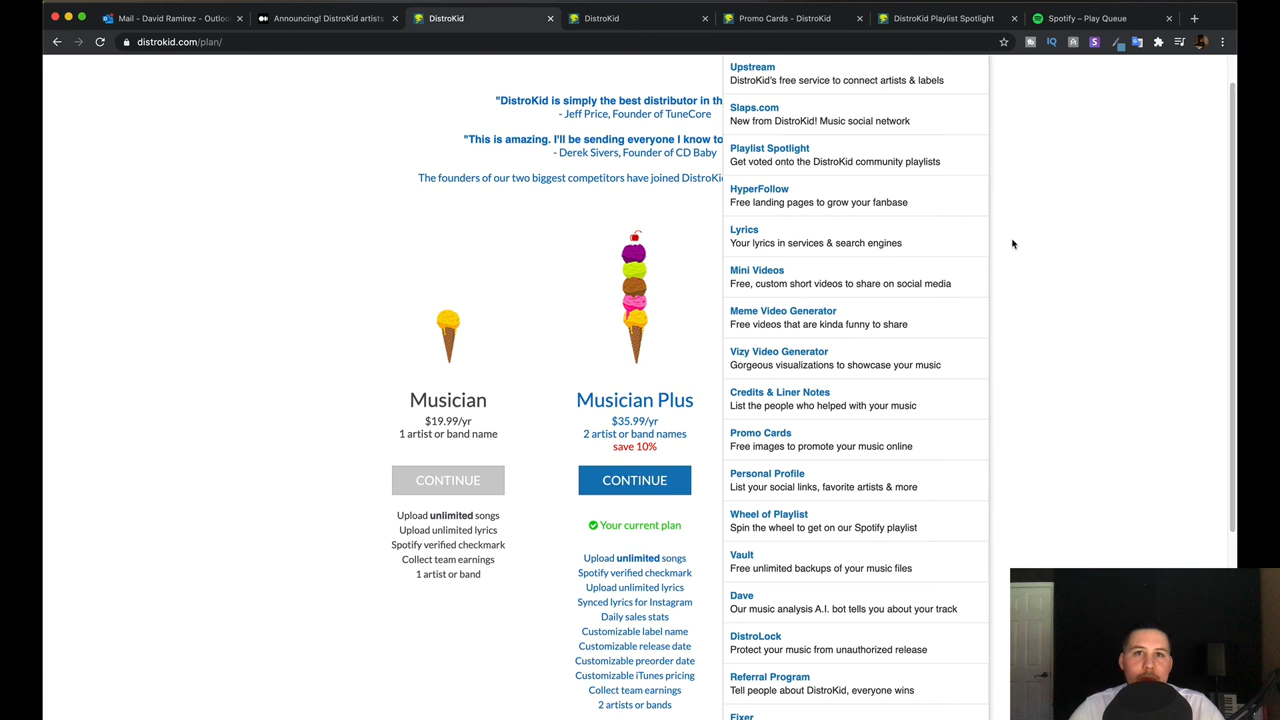 Mail - David Ramirez - Outloo
Announcing! DistroKid artists
DistroKid
DistroKid
Promo Cards - DistroKid
DistroKid Playlist Spotlight
Spotify – Play Queue
distrokid.com/plan/
"DistroKid is simply the best distributor in th
- Jeff Price, Founder of TuneCore
"This is amazing. I'll be sending everyone I know to
- Derek Sivers, Founder of CD Baby
The founders of our two biggest competitors have joined DistroKi
Musician
$19.99/yr
1 artist or band name
CONTINUE
Upload unlimited songs
Upload unlimited lyrics
Spotify verified checkmark
Collect team earnings
1 artist or band
Musician Plus
$35.99/yr
2 artist or band names
save 10%
CONTINUE
Your current plan
Upload unlimited songs
Spotify verified checkmark
Upload unlimited lyrics
Synced lyrics for Instagram
Daily sales stats
Customizable label name
Customizable release date
Customizable preorder date
Customizable iTunes pricing
Collect team earnings
2 artists or bands
Upstream
DistroKid's free service to connect artists & labels
Slaps.com
New from DistroKid! Music social network
Playlist Spotlight
Get voted onto the DistroKid community playlists
HyperFollow
Free landing pages to grow your fanbase
Lyrics
Your lyrics in services & search engines
Mini Videos
Free, custom short videos to share on social media
Meme Video Generator
Free videos that are kinda funny to share
Vizy Video Generator
Gorgeous visualizations to showcase your music
Credits & Liner Notes
List the people who helped with your music
Promo Cards
Free images to promote your music online
Personal Profile
List your social links, favorite artists & more
Wheel of Playlist
Spin the wheel to get on our Spotify playlist
Vault
Free unlimited backups of your music files
Dave
Our music analysis A.I. bot tells you about your track
DistroLock
Protect your music from unauthorized release
Referral Program
Tell people about DistroKid, everyone wins
Fixer